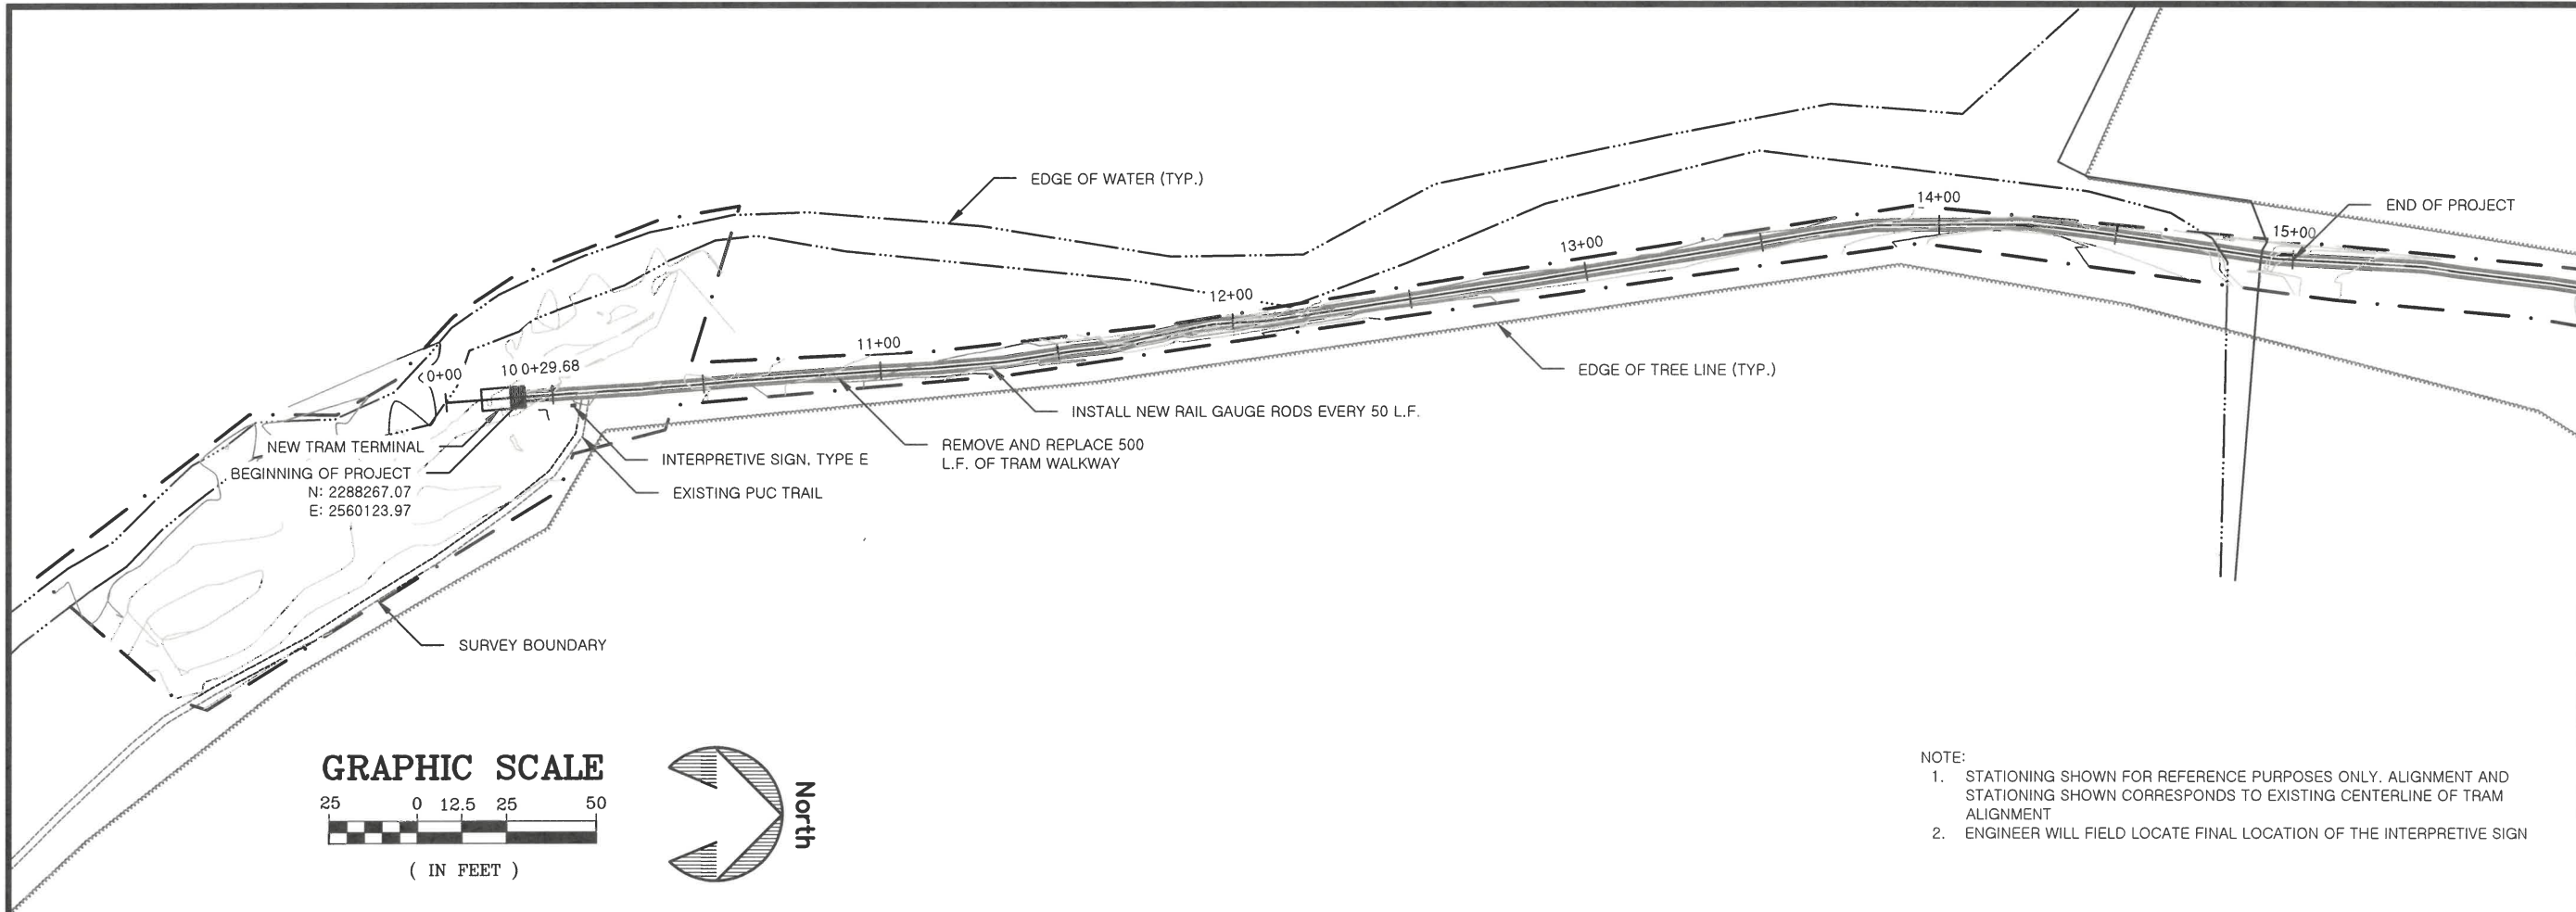 EDGE OF WATER (TYP.)
14+00
END OF PROJECT
15+00
13+00
12+00
11+00
0+00
10 0+29.68
EDGE OF TREE LINE (TYP.)
INSTALL NEW RAIL GAUGE RODS EVERY 50 L.F.
REMOVE AND REPLACE 500
L.F. OF TRAM WALKWAY
NEW TRAM TERMINAL
BEGINNING OF PROJECT
N: 2288267.07
E: 2560123.97
INTERPRETIVE SIGN, TYPE E
EXISTING PUC TRAIL
SURVEY BOUNDARY
GRAPHIC SCALE
25 0 12.5 25 50
( IN FEET )
North
NOTE:
1. STATIONING SHOWN FOR REFERENCE PURPOSES ONLY. ALIGNMENT AND
STATIONING SHOWN CORRESPONDS TO EXISTING CENTERLINE OF TRAM
ALIGNMENT
2. ENGINEER WILL FIELD LOCATE FINAL LOCATION OF THE INTERPRETIVE SIGN